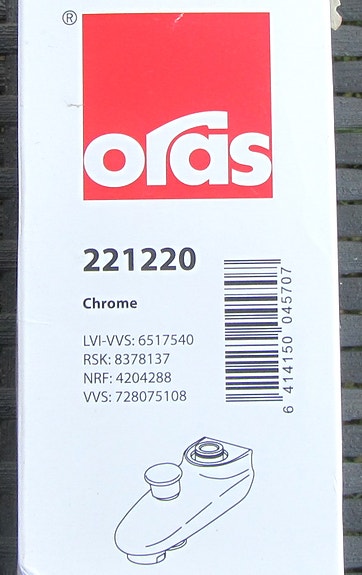 ®
oras
221220
Chrome
LVI-VVS: 6517540
RSK: 8378137
NRF: 4204288
VVS: 728075108
6 414150 045707